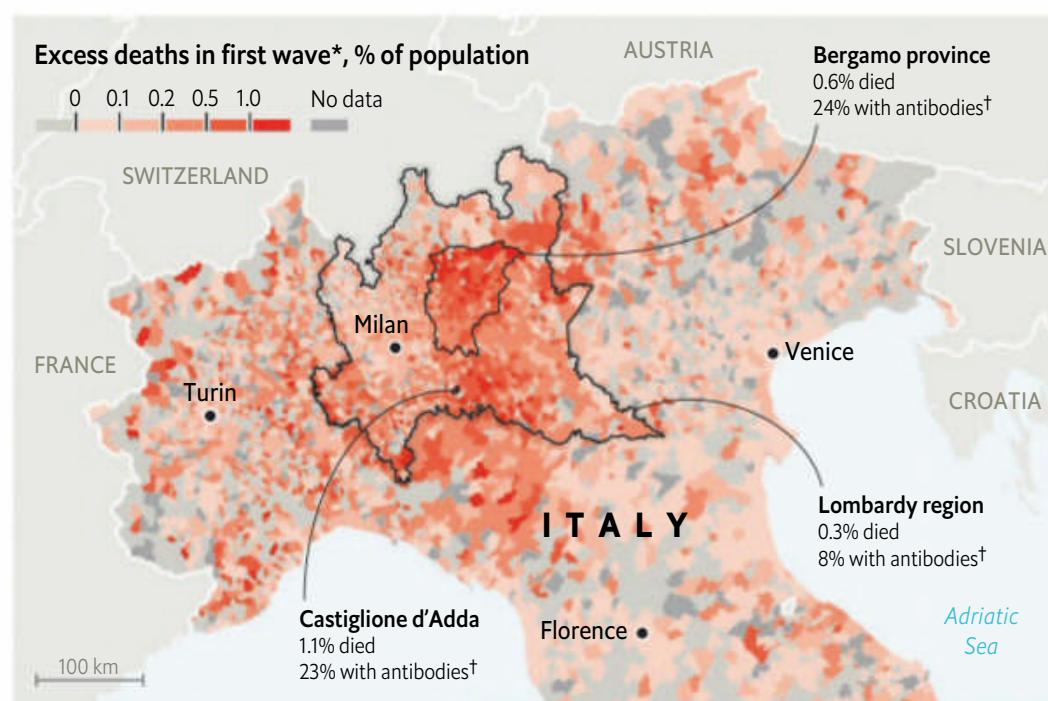 Excess deaths in first wave*, % of population
0 0.1 0.2 0.5 1.0 No data
AUSTRIA
Bergamo province
0.6% died
24% with antibodies†
SWITZERLAND
SLOVENIA
Milan
Venice
FRANCE
Turin
CROATIA
Lombardy region
0.3% died
8% with antibodies†
ITALY
Castiglione d’Adda
1.1% died
23% with antibodies†
Florence
Adriatic
Sea
100 km